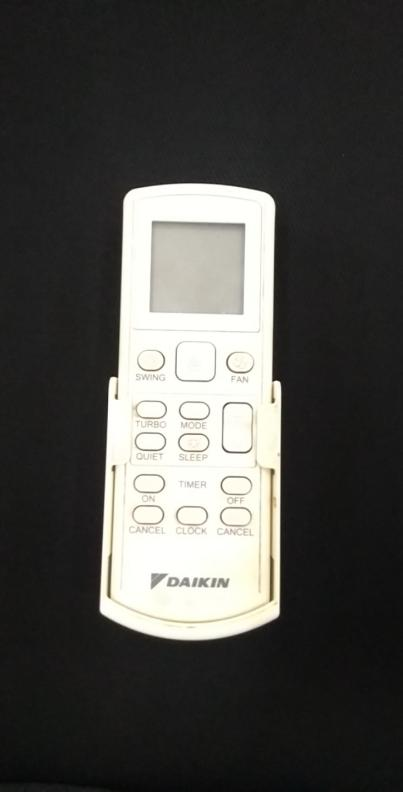 SWING FAN
TURBO MODE
QUIET SLEEP
TIMER
ON OFF
CANCEL CLOCK CANCEL
DAIKIN